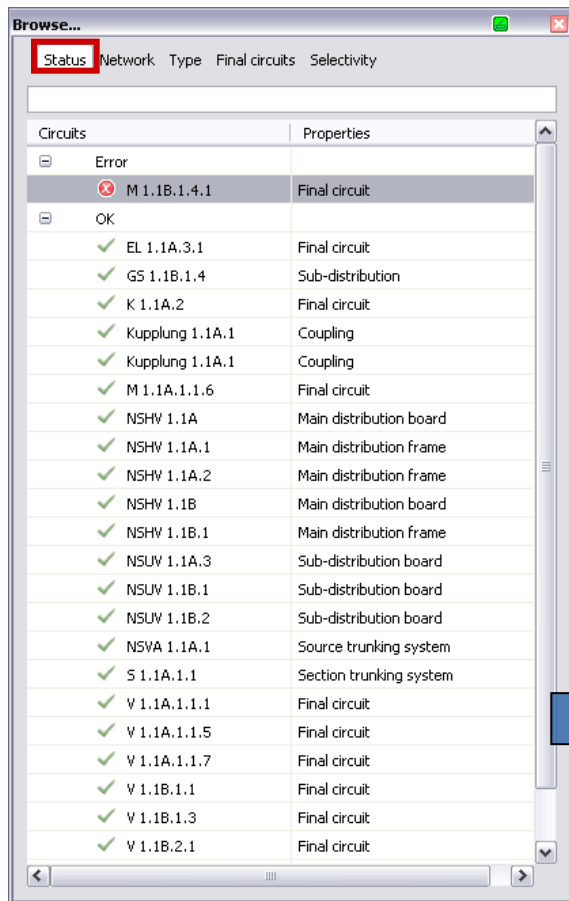 Browse...
Status Network Type Final circuits Selectivity
Circuits Properties
Error
M 1.1B.1.4.1 Final circuit
OK
EL 1.1A.3.1 Final circuit
GS 1.1B.1.4 Sub-distribution
K 1.1A.2 Final circuit
Kupplung 1.1A.1 Coupling
Kupplung 1.1A.1 Coupling
M 1.1A.1.1.6 Final circuit
NSHV 1.1A Main distribution board
NSHV 1.1A.1 Main distribution frame
NSHV 1.1A.2 Main distribution frame
NSHV 1.1B Main distribution board
NSHV 1.1B.1 Main distribution frame
NSUV 1.1A.3 Sub-distribution board
NSUV 1.1B.1 Sub-distribution board
NSUV 1.1B.2 Sub-distribution board
NSVA 1.1A.1 Source trunking system
S 1.1A.1.1 Section trunking system
V 1.1A.1.1.1 Final circuit
V 1.1A.1.1.5 Final circuit
V 1.1A.1.1.7 Final circuit
V 1.1B.1.1 Final circuit
V 1.1B.1.3 Final circuit
V 1.1B.2.1 Final circuit